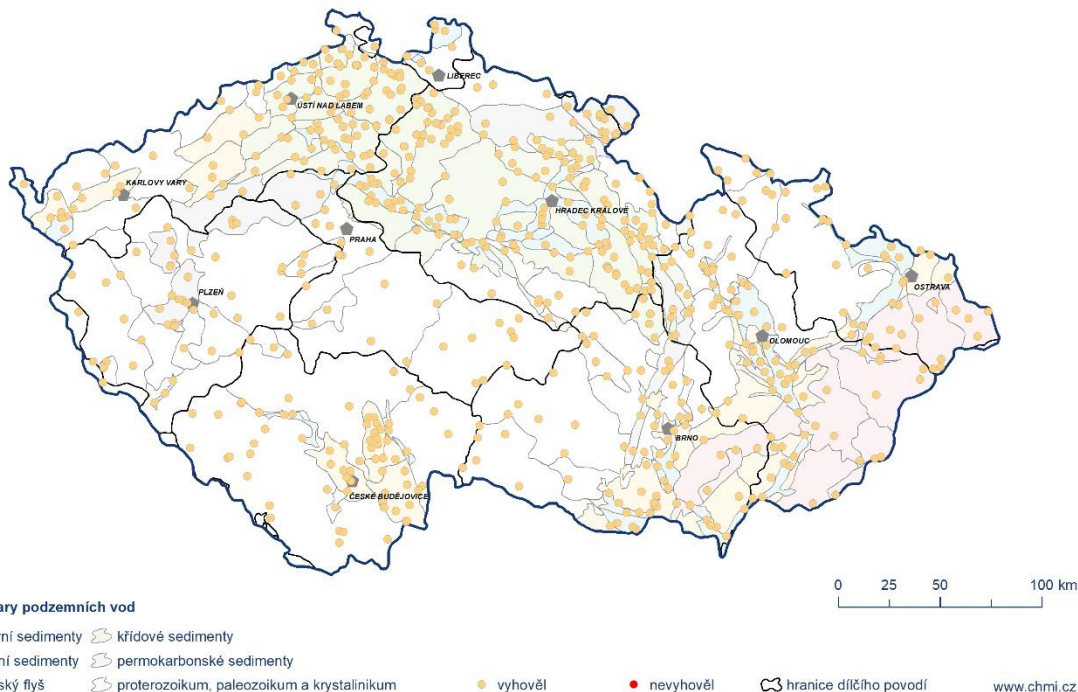 LIBEREC
ÚSTÍ NAD LABEM
KARLOVY VARY
HRADEC KRÁLOVÉ
PRAHA
OSTRAVA
PLZEŇ
OLOMOUC
BRNO
ČESKÉ BUDĚJOVICE
0 25 50 100 km
ary podzemních vod
rní sedimenty křídové sedimenty
ní sedimenty permokarbonské sedimenty
ský flyš proterozoikum, paleozoikum a krystalinikum vyhověl nevyhověl hranice dílčího povodí www.chmi.cz